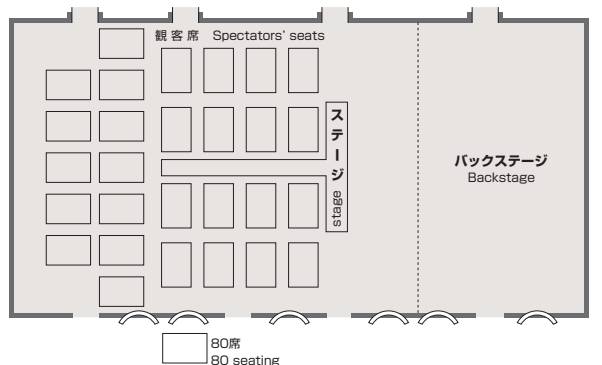 観客席 Spectators' seats
ステージ stage
バックステージ
Backstage
80席
80 seating